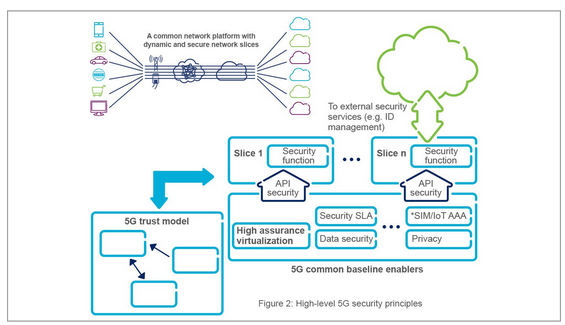 A common network platform with
dynamic and secure network slices
To external security
services (e.g. ID
management)
Slice 1
Security
function
Slice n
Security
function
API
security
API
security
5G trust model
High assurance
virtualization
Security SLA
*SIM/IoT AAA
Data security
Privacy
5G common baseline enablers
Figure 2: High-level 5G security principles